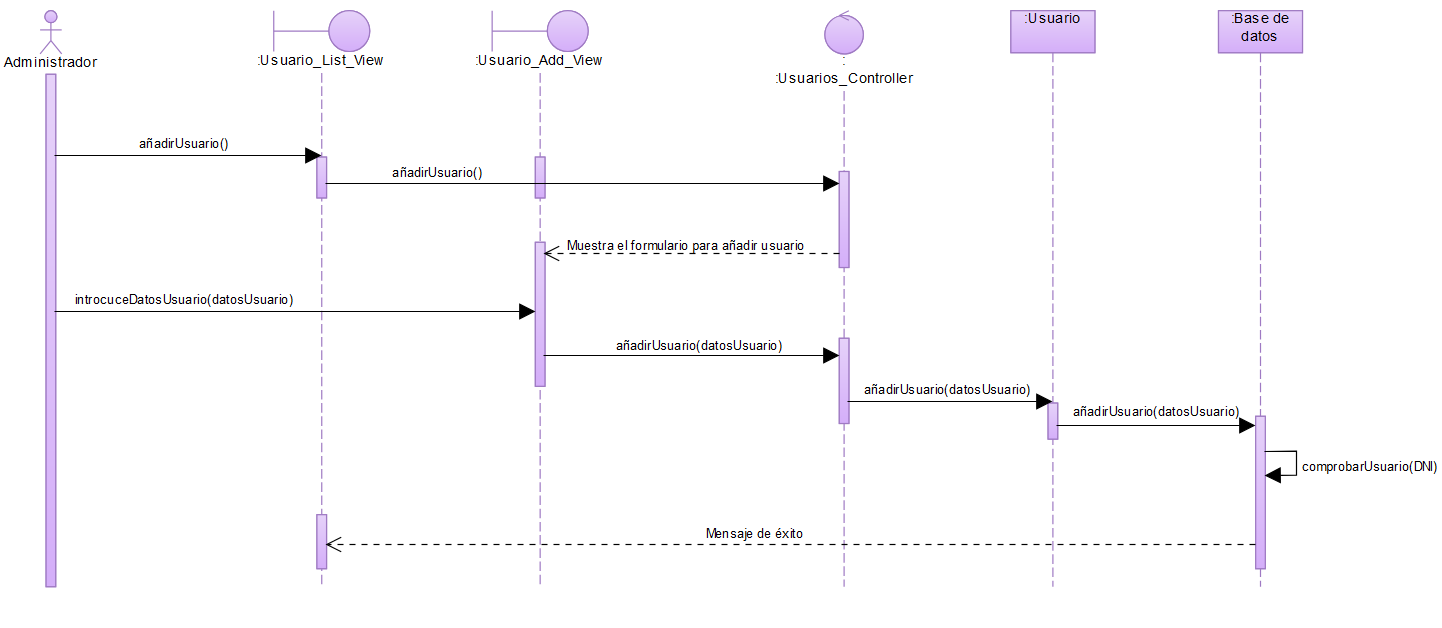 Administrador
:Usuario_List_View
:Usuario_Add_View
:
:Usuarios_Controller
:Usuario
:Base de
datos
añadirUsuario()
añadirUsuario()
Muestra el formulario para añadir usuario
introcuceDatosUsuario(datosUsuario)
añadirUsuario(datosUsuario)
añadirUsuario(datosUsuario)
añadirUsuario(datosUsuario)
comprobarUsuario(DNI)
Mensaje de éxito